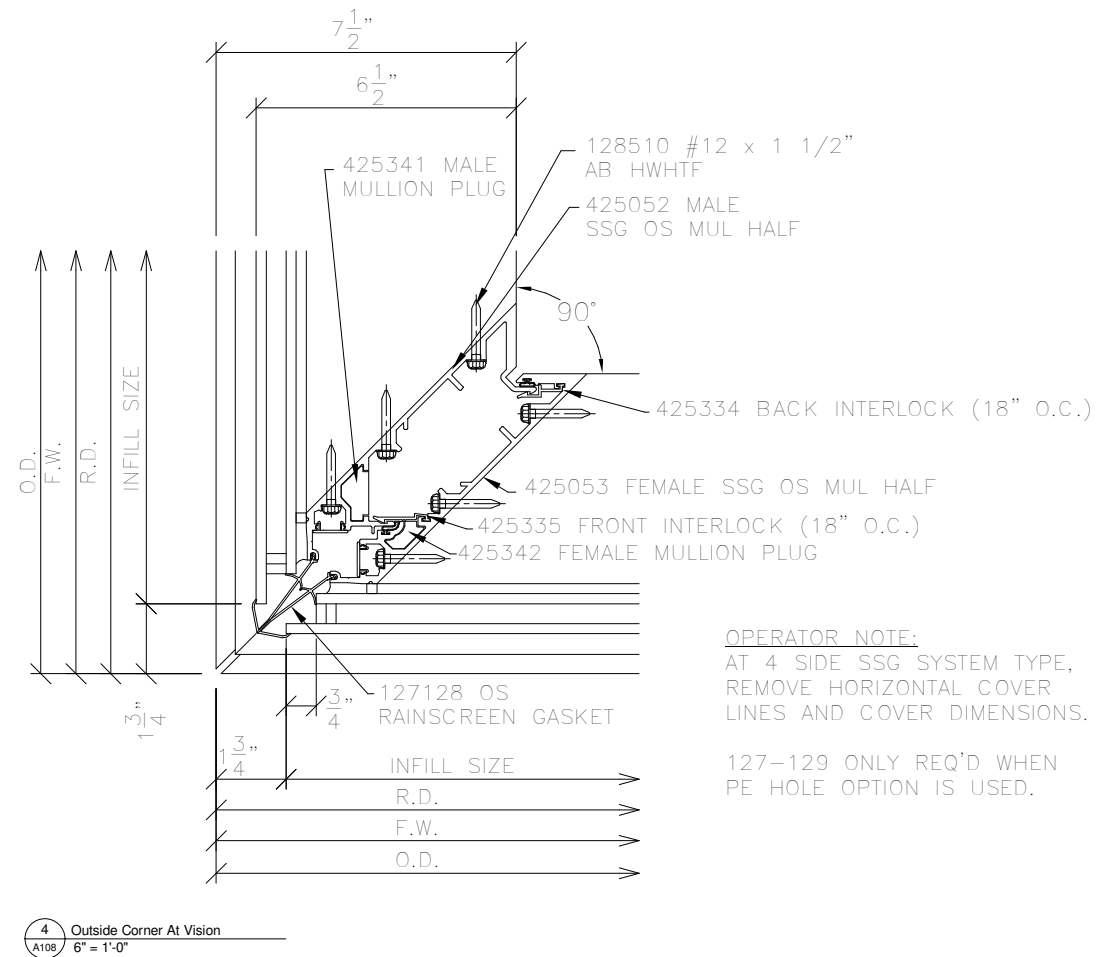 7 1/2"
6 1/2"
128510 #12 x 1 1/2"
AB HWHTF
425341 MALE
MULLION PLUG
425052 MALE
SSG OS MUL HALF
90°
O.D.
F.W.
R.D.
INFILL SIZE
425334 BACK INTERLOCK (18" O.C.)
425053 FEMALE SSG OS MUL HALF
425335 FRONT INTERLOCK (18" O.C.)
425342 FEMALE MULLION PLUG
1 3/4"
127128 OS
RAINSCREEN GASKET
3/4"
1 3/4"
INFILL SIZE
R.D.
F.W.
O.D.
OPERATOR NOTE:
AT 4 SIDE SSG SYSTEM TYPE,
REMOVE HORIZONTAL COVER
LINES AND COVER DIMENSIONS.
127-129 ONLY REQ'D WHEN
PE HOLE OPTION IS USED.
4
A108
Outside Corner At Vision
6" = 1'-0"